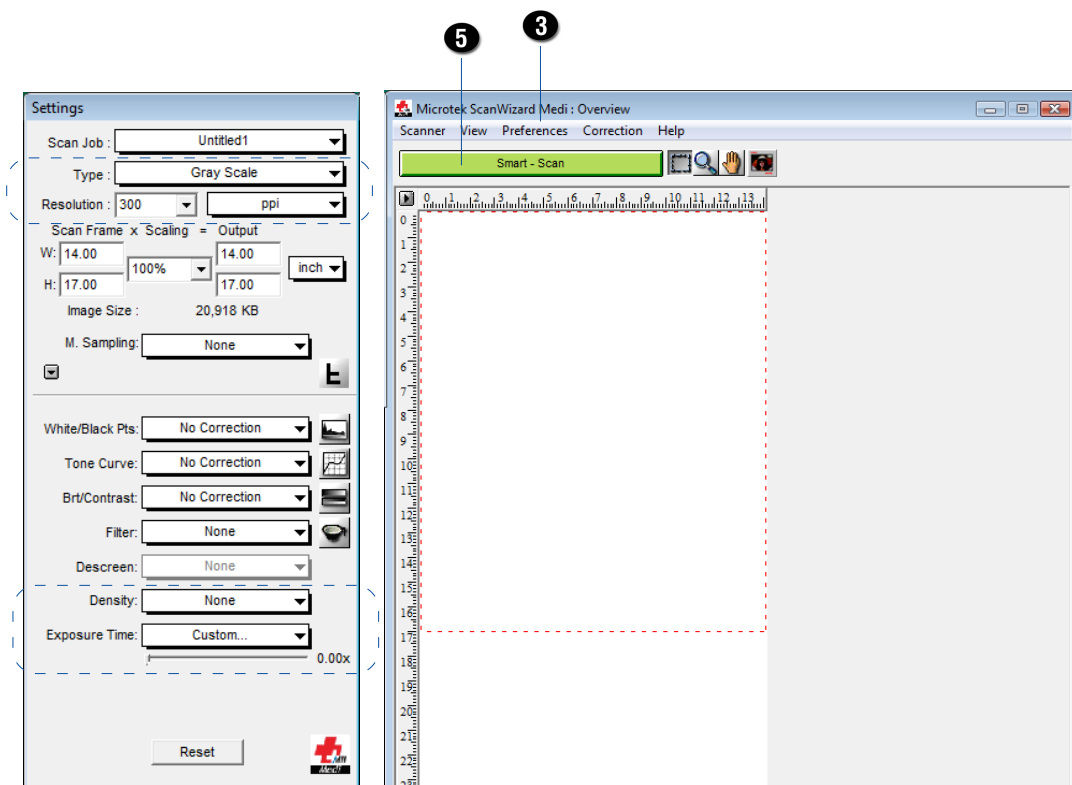 5
3
Settings
Scan Job : Untitled1
Type : Gray Scale
Resolution : 300 ppi
Scan Frame x Scaling = Output
W: 14.00 14.00
100% inch
H: 17.00 17.00
Image Size : 20,918 KB
M. Sampling: None
White/Black Pts: No Correction
Tone Curve: No Correction
Brt/Contrast: No Correction
Filter: None
Descreen: None
Density: None
Exposure Time: Custom...
0.00x
Reset
Medi
Microtek ScanWizard Medi : Overview
Scanner View Preferences Correction Help
Smart - Scan
0 1 2 3 4 5 6 7 8 9 10 11 12 13
0
1
2
3
4
5
6
7
8
9
10
11
12
13
14
15
16
17
18
19
20
21
22